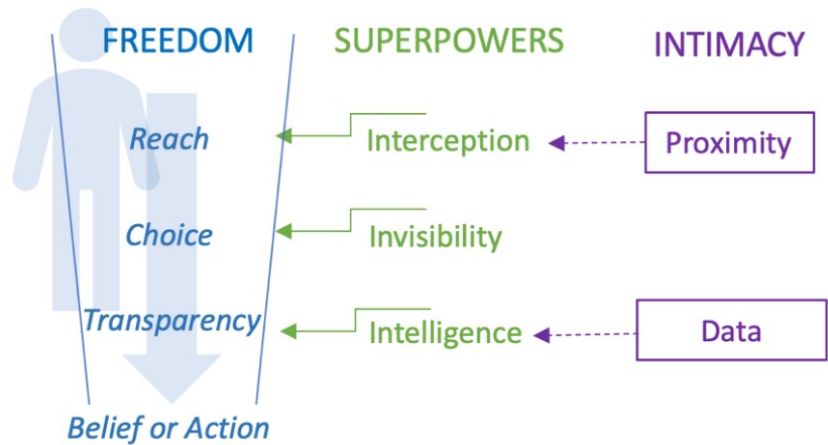 FREEDOM SUPERPOWERS INTIMACY
Reach Interception Proximity
Choice Invisibility
Transparency Intelligence Data
Belief or Action